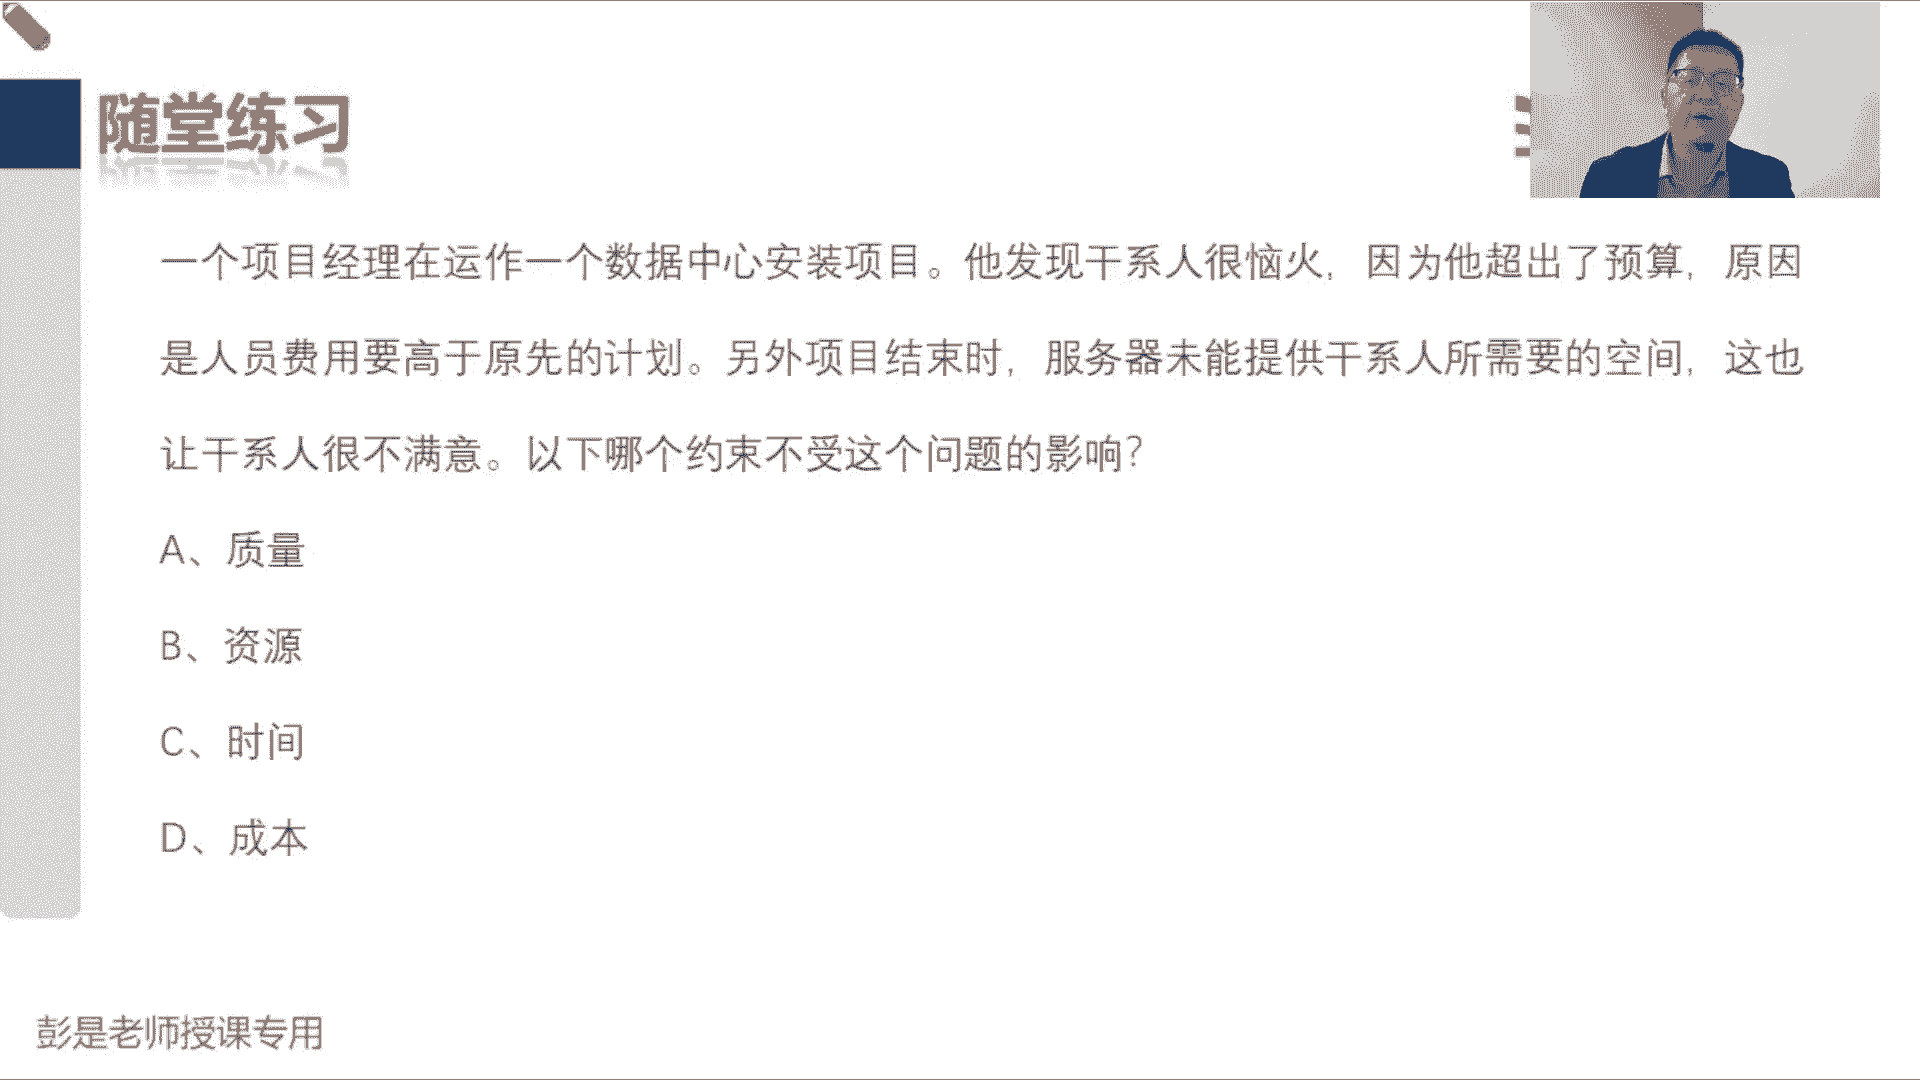 随堂练习
一个项目经理在运作一个数据中心安装项目。他发现干系人很恼火，因为他超出了预算，原因
是人员费用要高于原先的计划。另外项目结束时，服务器未能提供干系人所需要的空间，这也
让干系人很不满意。以下哪个约束不受这个问题的影响？
A、质量
B、资源
C、时间
D、成本
彭是老师授课专用